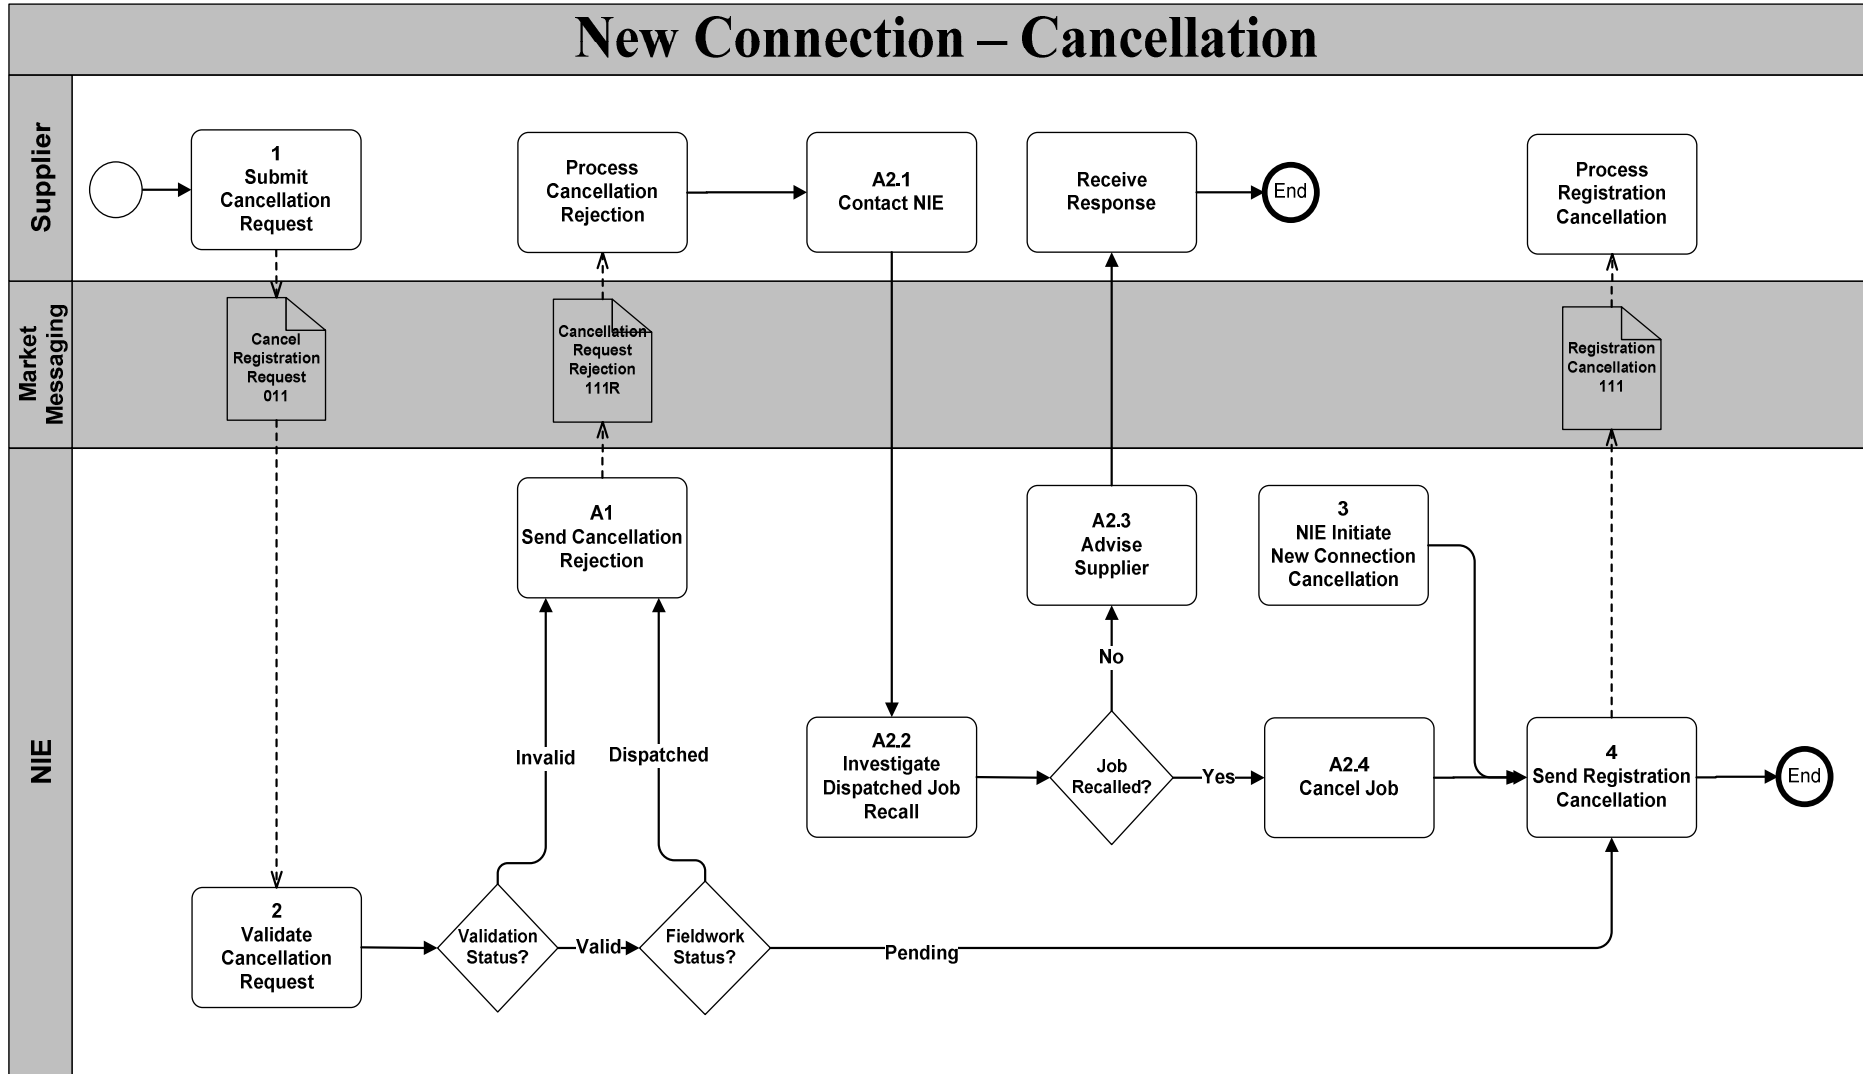 New Connection – Cancellation
Supplier
1
Submit
Cancellation
Request
Process
Cancellation
Rejection
A2.1
Contact NIE
Receive
Response
End
Process
Registration
Cancellation
Market
Messaging
Cancel
Registration
Request
011
Cancellation
Request
Rejection
111R
Registration
Cancellation
111
NIE
A1
Send Cancellation
Rejection
A2.3
Advise
Supplier
3
NIE Initiate
New Connection
Cancellation
No
Invalid
Dispatched
A2.2
Investigate
Dispatched Job
Recall
Job
Recalled?
Yes
A2.4
Cancel Job
4
Send Registration
Cancellation
End
2
Validate
Cancellation
Request
Validation
Status?
Valid
Fieldwork
Status?
Pending